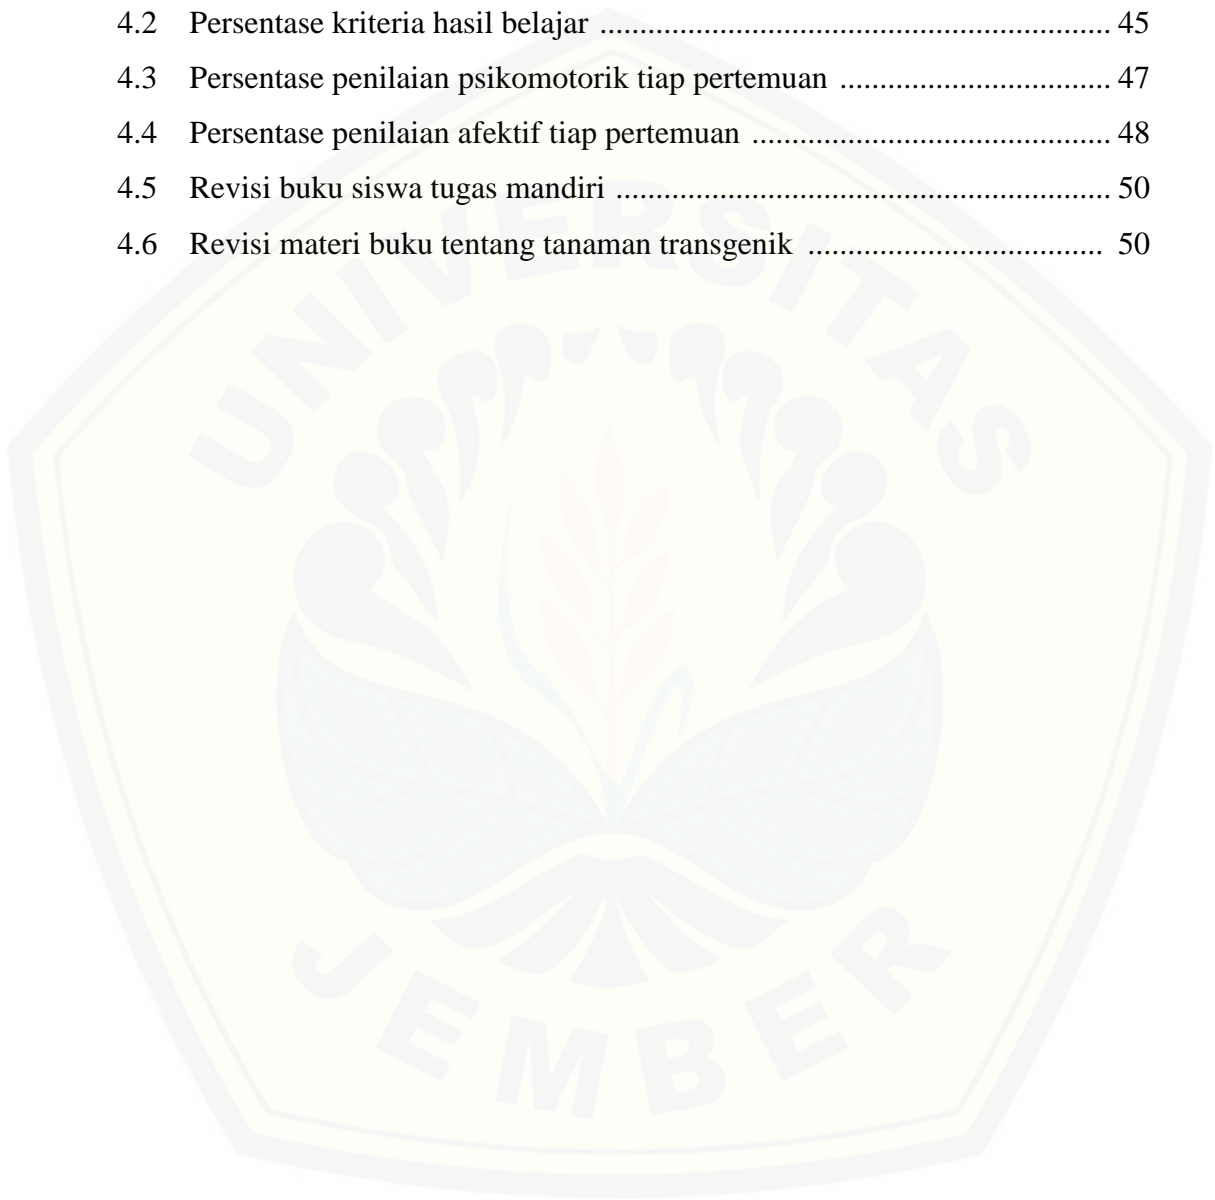 4.2 Persentase kriteria hasil belajar ................................................................ 45
4.3 Persentase penilaian psikomotorik tiap pertemuan .................................. 47
4.4 Persentase penilaian afektif tiap pertemuan ............................................. 48
4.5 Revisi buku siswa tugas mandiri .............................................................. 50
4.6 Revisi materi buku tentang tanaman transgenik ..................................... 50
UNIVERSITAS
JEMBER